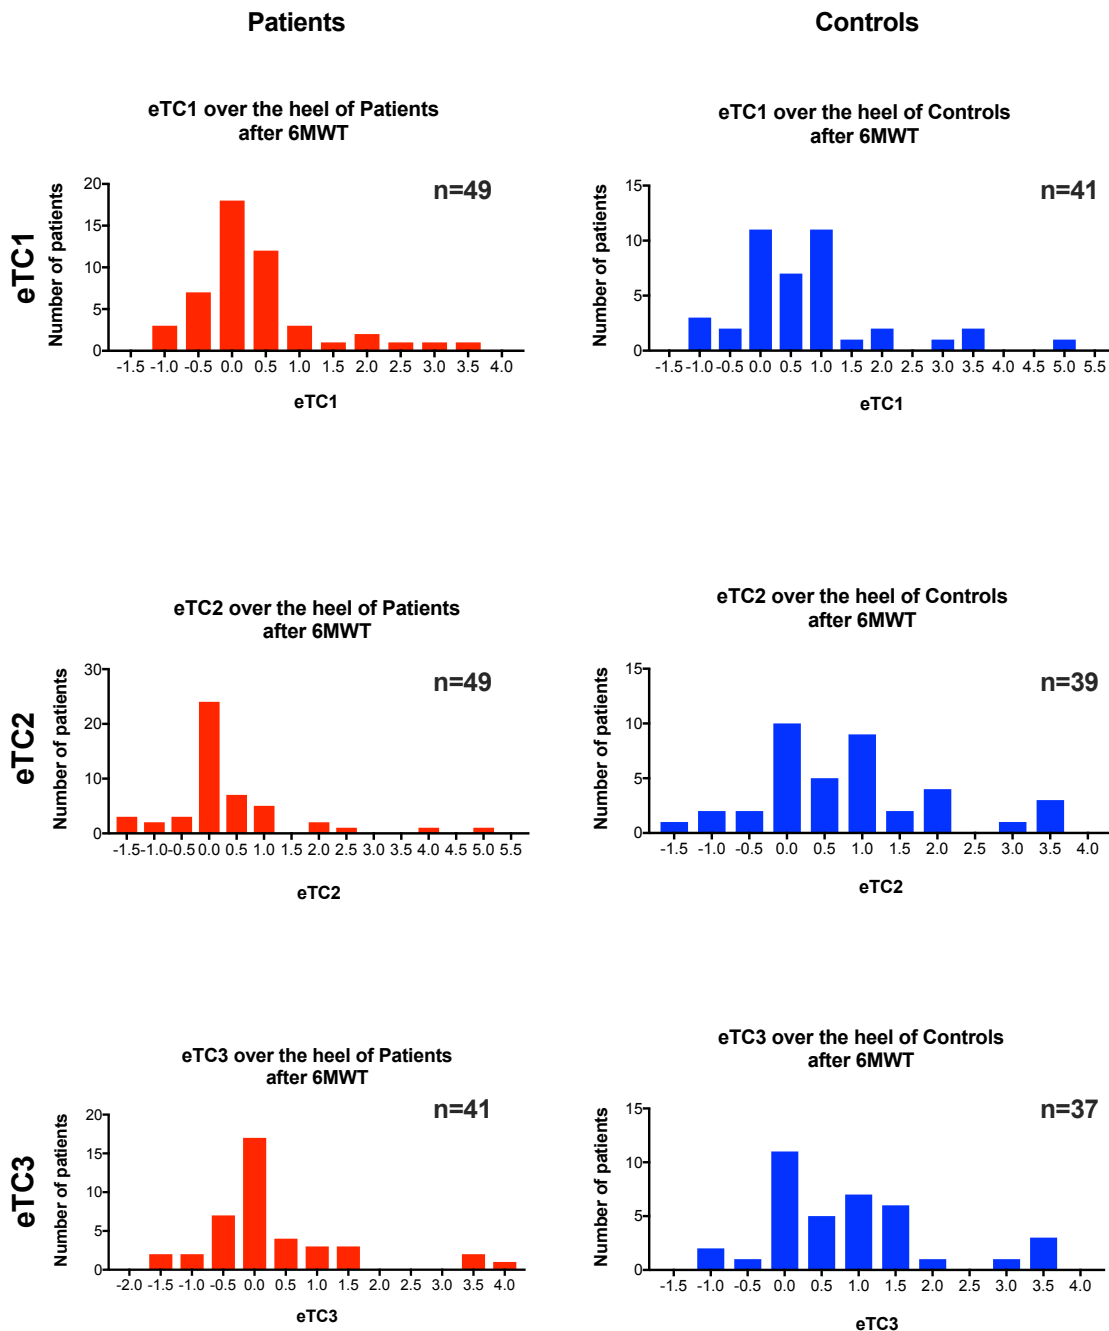 Patients
Controls
eTC1 over the heel of Patients
after 6MWT
eTC1 over the heel of Controls
after 6MWT
eTC1
Number of patients
20
15
10
5
0
n=49
-1.5 -1.0 -0.5 0.0 0.5 1.0 1.5 2.0 2.5 3.0 3.5 4.0
eTC1
Number of patients
15
10
5
0
n=41
-1.5 -1.0 -0.5 0.0 0.5 1.0 1.5 2.0 2.5 3.0 3.5 4.0 4.5 5.0 5.5
eTC1
eTC2 over the heel of Patients
after 6MWT
eTC2 over the heel of Controls
after 6MWT
eTC2
Number of patients
30
20
10
0
n=49
-1.5 -1.0 -0.5 0.0 0.5 1.0 1.5 2.0 2.5 3.0 3.5 4.0 4.5 5.0 5.5
eTC2
Number of patients
15
10
5
0
n=39
-1.5 -1.0 -0.5 0.0 0.5 1.0 1.5 2.0 2.5 3.0 3.5 4.0
eTC2
eTC3 over the heel of Patients
after 6MWT
eTC3 over the heel of Controls
after 6MWT
eTC3
Number of patients
20
15
10
5
0
n=41
-2.0 -1.5 -1.0 -0.5 0.0 0.5 1.0 1.5 2.0 2.5 3.0 3.5 4.0
eTC3
Number of patients
15
10
5
0
n=37
-1.5 -1.0 -0.5 0.0 0.5 1.0 1.5 2.0 2.5 3.0 3.5 4.0
eTC3